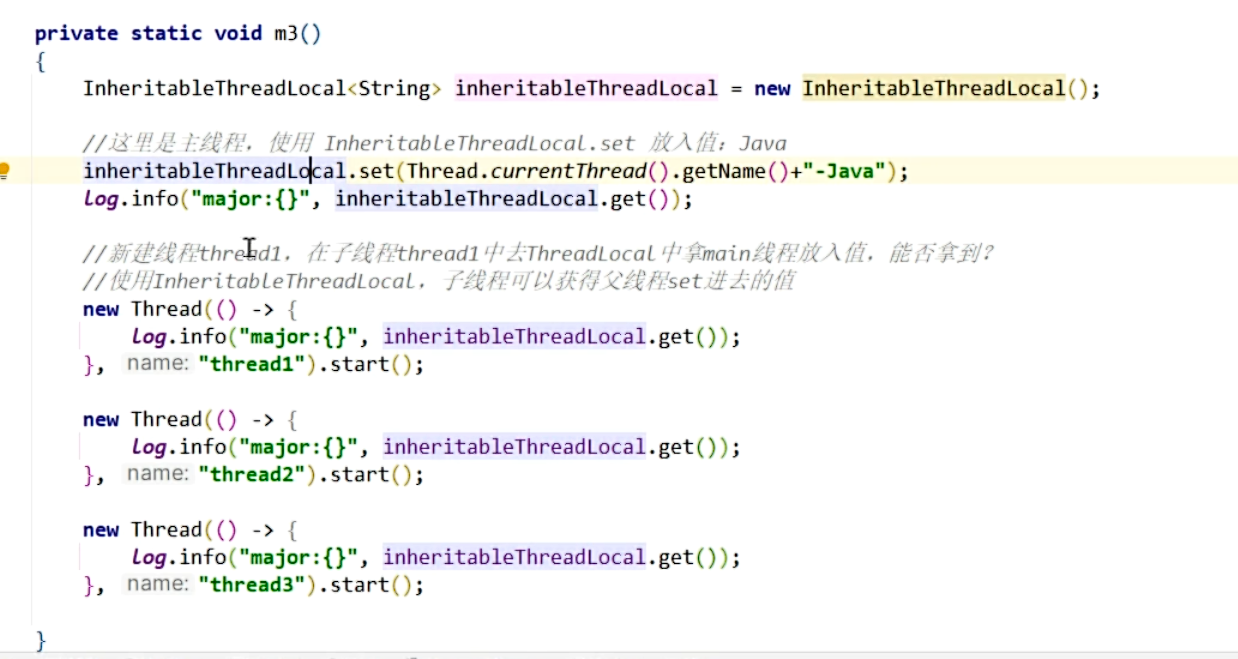 private static void m3()
{
InheritableThreadLocal<String> inheritableThreadLocal = new InheritableThreadLocal();
//这里是主线程，使用 InheritableThreadLocal.set 放入值：Java
inheritableThreadLocal.set(Thread.currentThread().getName()+"-Java");
log.info("major:{}", inheritableThreadLocal.get());
//新建线程thread1，在子线程thread1中去ThreadLocal中拿main线程放入值，能否拿到？
//使用InheritableThreadLocal，子线程可以获得父线程set进去的值
new Thread(() -> {
log.info("major:{}", inheritableThreadLocal.get());
}, name: "thread1").start();
new Thread(() -> {
log.info("major:{}", inheritableThreadLocal.get());
}, name: "thread2").start();
new Thread(() -> {
log.info("major:{}", inheritableThreadLocal.get());
}, name: "thread3").start();
}